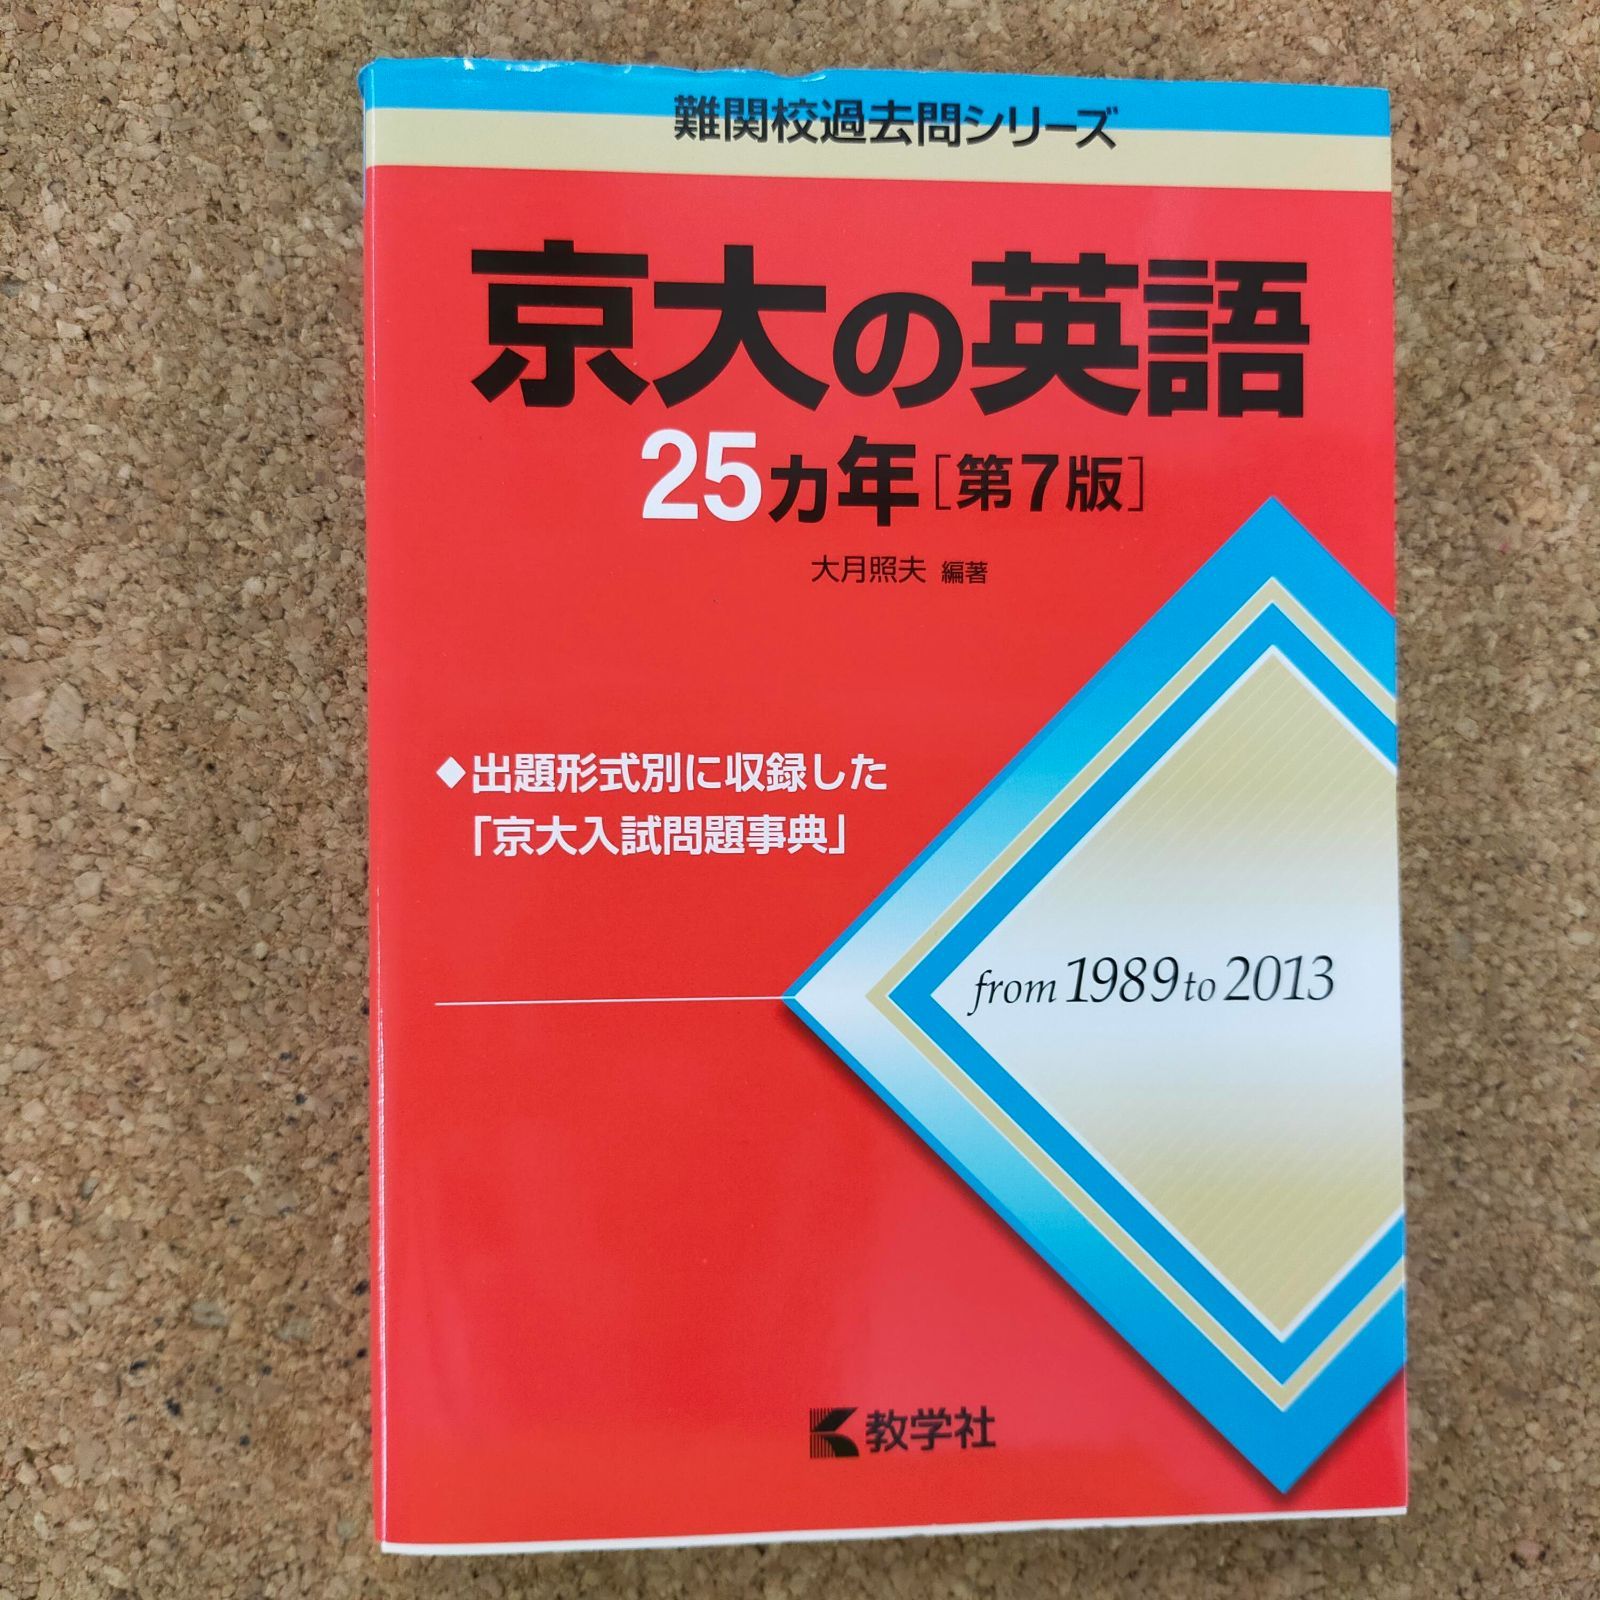 難関校過去問シリーズ
京大の英語
25カ年[第7版]
大月照夫 編著
◆出題形式別に収録した
「京大入試問題事典」
from 1989 to 2013
教学社